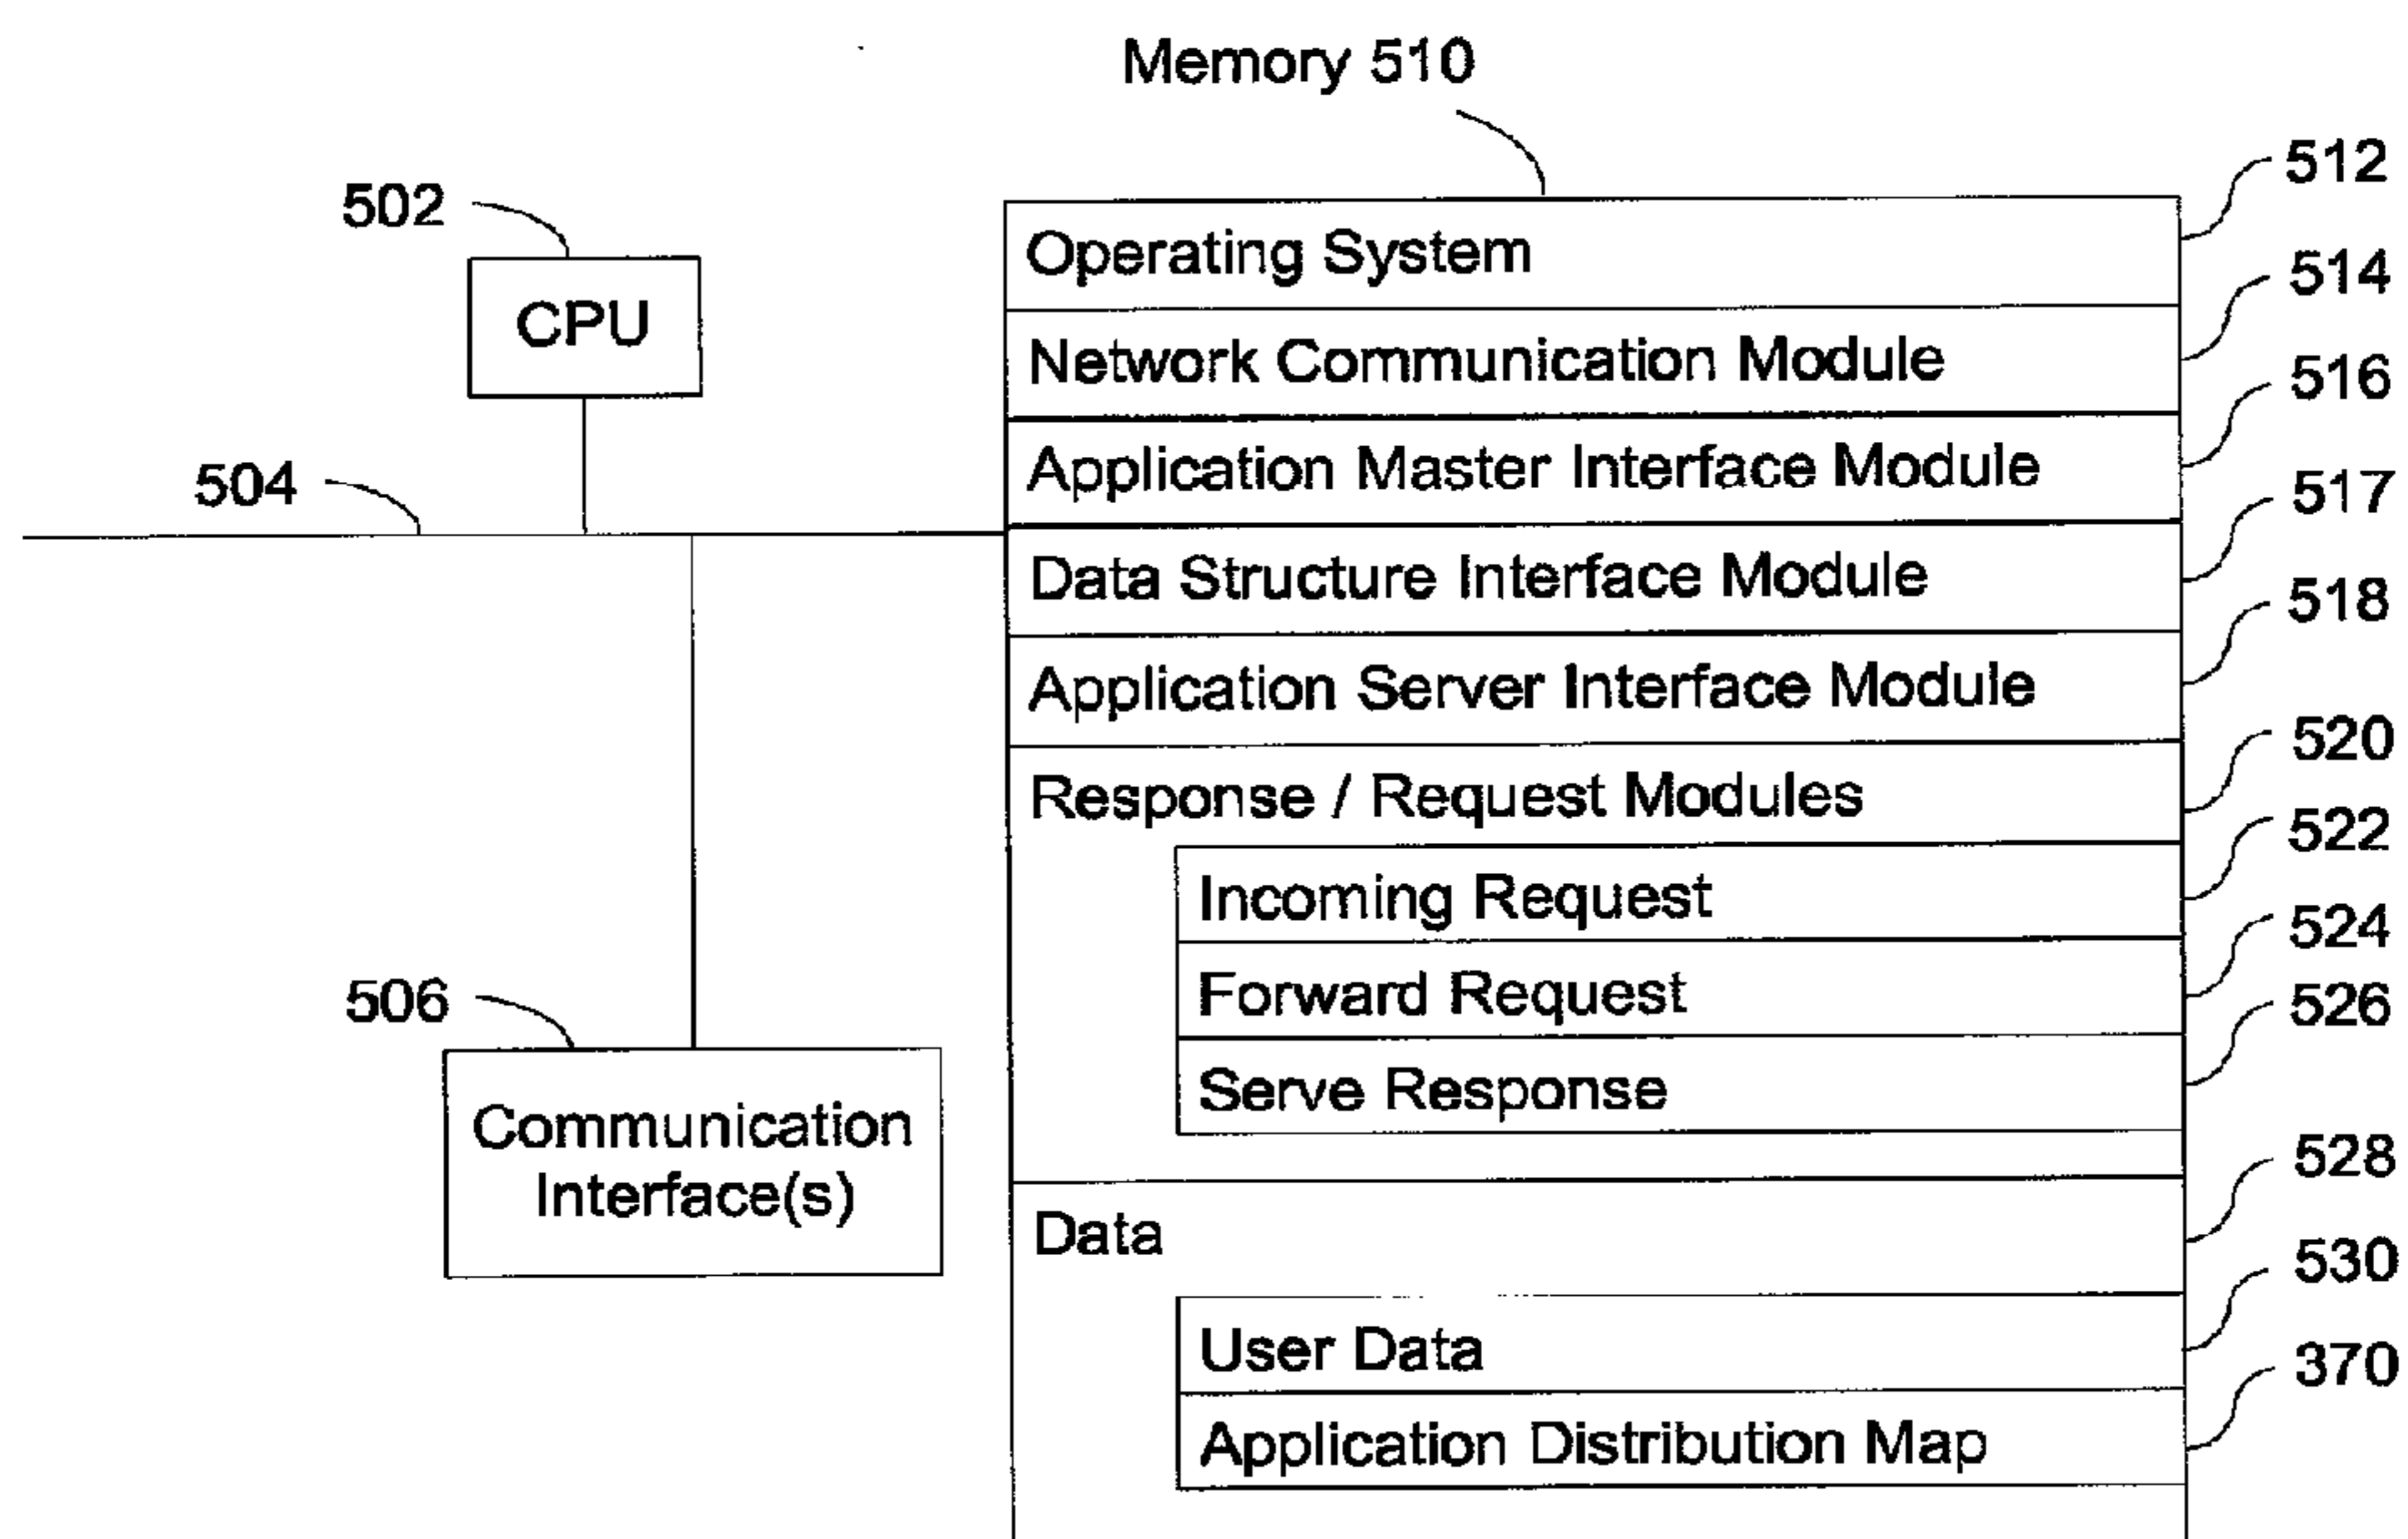 Memory 510
502
CPU
504
506
Communication
Interface(s)
Operating System
512
Network Communication Module
514
Application Master Interface Module
516
Data Structure Interface Module
517
Application Server Interface Module
518
Response / Request Modules
520
Incoming Request
522
Forward Request
524
Serve Response
526
Data
528
User Data
530
Application Distribution Map
370